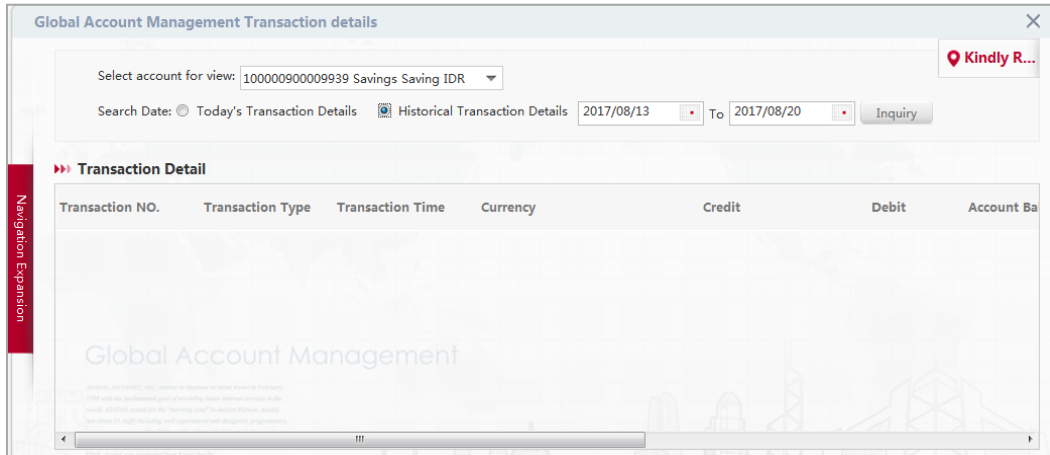 Global Account Management Transaction details
Kindly R...
Select account for view: 100000900009939 Savings Saving IDR
Search Date: Today's Transaction Details Historical Transaction Details 2017/08/13 To 2017/08/20 Inquiry
Transaction Detail
Transaction NO. Transaction Type Transaction Time Currency Credit Debit Account Ba
Navigation Expansion
Global Account Management